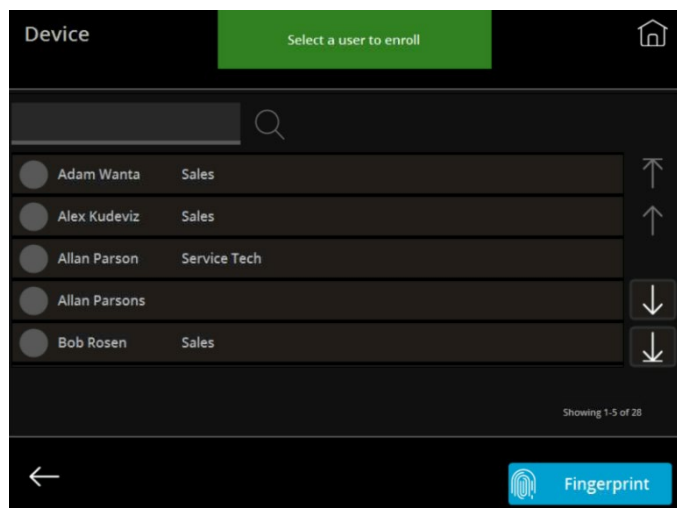 Device
Select a user to enroll
Adam Wanta Sales
Alex Kudeviz Sales
Allan Parson Service Tech
Allan Parsons
Bob Rosen Sales
Showing 1-5 of 28
Fingerprint